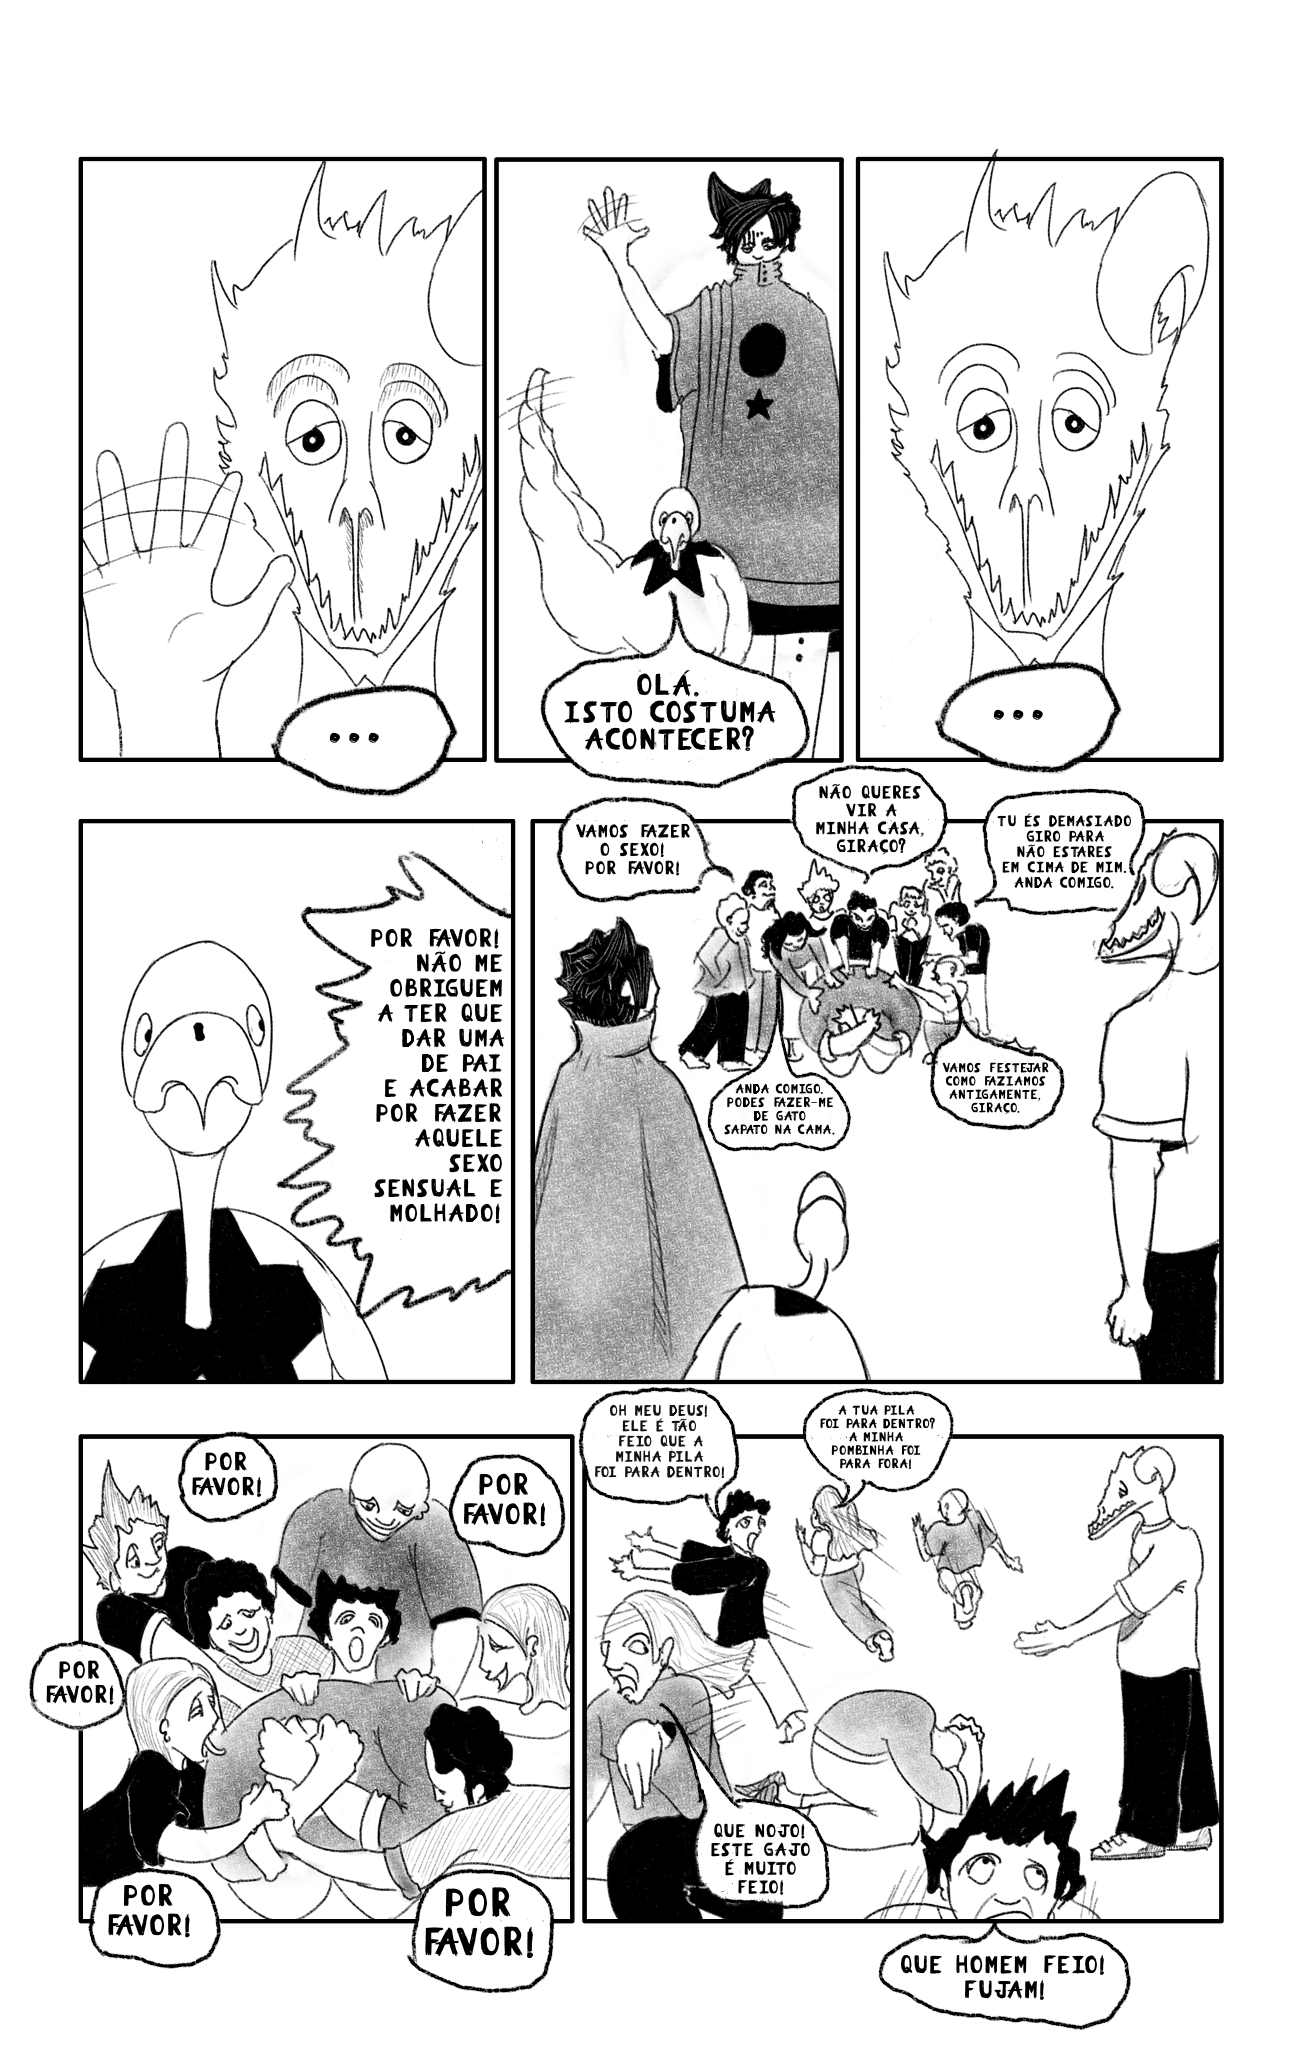 ...
OLÁ.
ISTO COSTUMA
ACONTECER?
...
POR FAVOR!
NÃO ME
OBRIGUEM
A TER QUE
DAR UMA
DE PAI
E ACABAR
POR FAZER
AQUELE
SEXO
SENSUAL E
MOLHADO!
VAMOS FAZER
O SEXO!
POR FAVOR!
NÃO QUERES
VIR A
MINHA CASA,
GIRAÇO?
TU ÉS DEMASIADO
GIRO PARA
NÃO ESTARES
EM CIMA DE MIM.
ANDA COMIGO.
ANDA COMIGO.
PODES FAZER-ME
DE GATO
SAPATO NA CAMA.
VAMOS FESTEJAR
COMO FAZIAMOS
ANTIGAMENTE,
GIRAÇO.
POR
FAVOR!
POR
FAVOR!
POR
FAVOR!
POR
FAVOR!
POR
FAVOR!
OH MEU DEUS!
ELE É TÃO
FEIO QUE A
MINHA PILA
FOI PARA DENTRO!
A TUA PILA
FOI PARA DENTRO?
A MINHA
POMBINHA FOI
PARA FORA!
QUE NOJO!
ESTE GAJO
É MUITO
FEIO!
QUE HOMEM FEIO!
FUJAM!